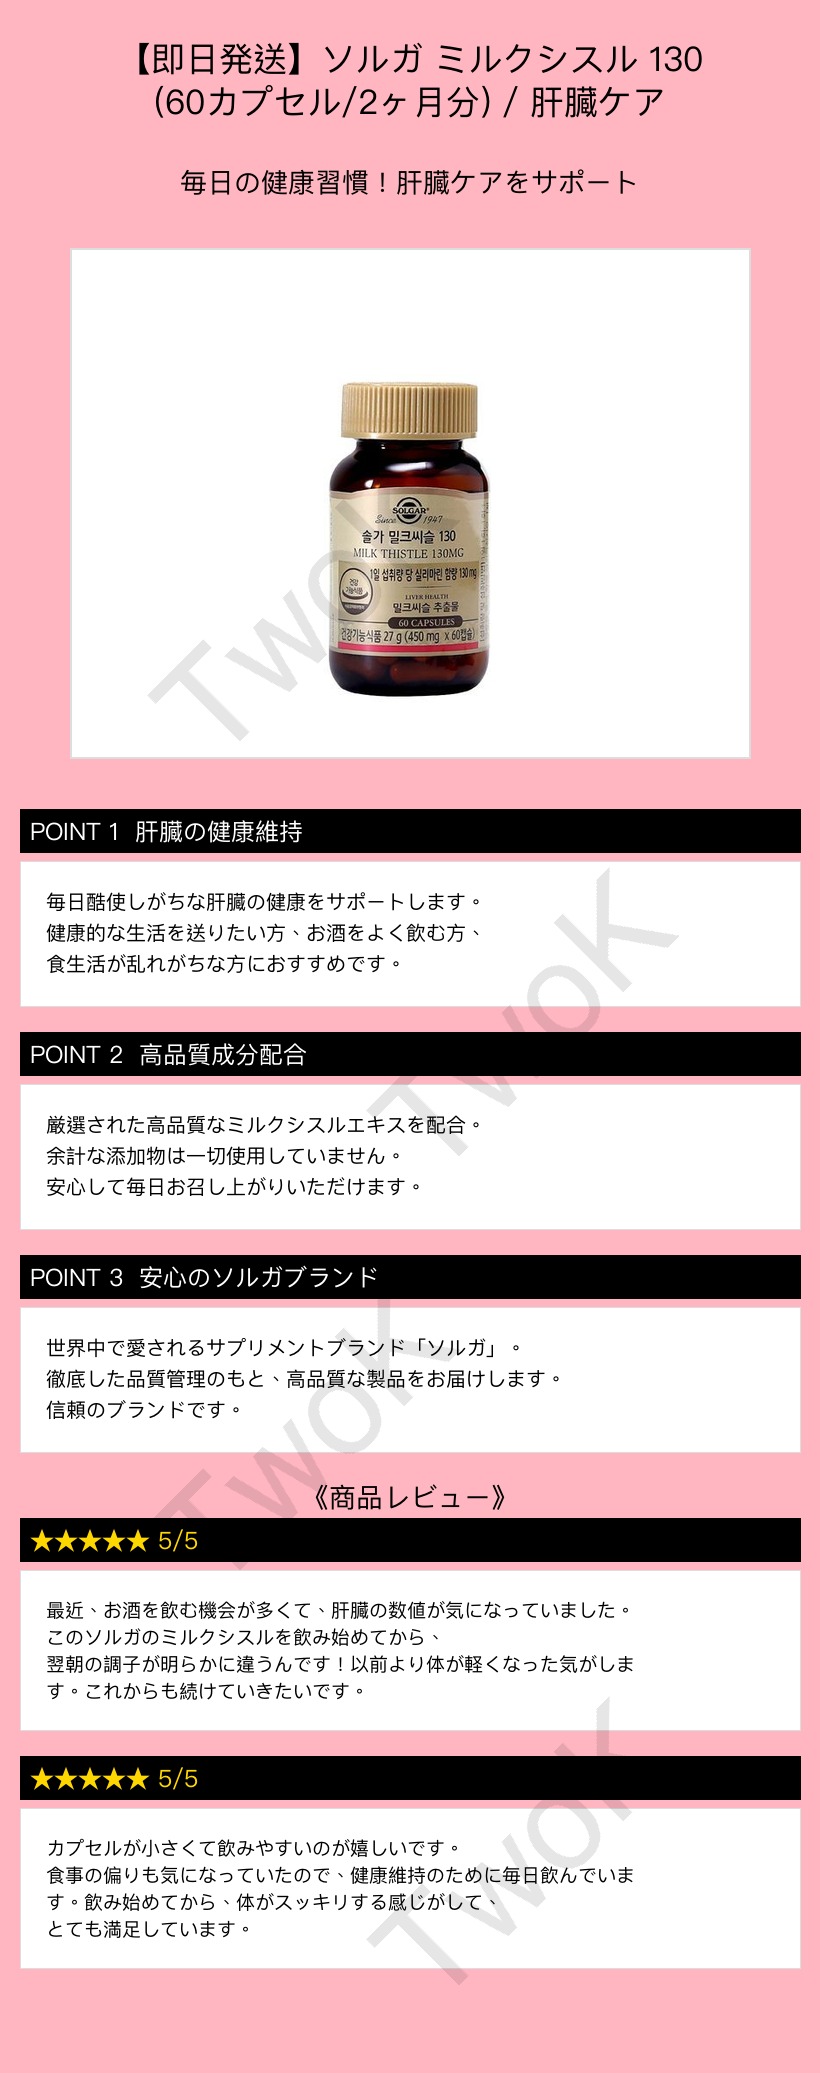 【即日発送】ソルガ ミルクシスル 130
(60カプセル/2ヶ月分) / 肝臓ケア
毎日の健康習慣！肝臓ケアをサポート
SOLGAR
Since 1947
솔가 밀크씨슬 130
MILK THISTLE 130MG
1일 섭취량 당 실리마린 함량 130 mg
건강
기능식품
LIVER HEALTH
밀크씨슬 추출물
60 CAPSULES
건강기능식품 27 g (450 mg x 60캡슐)
TwoK
POINT 1 肝臓の健康維持
毎日酷使しがちな肝臓の健康をサポートします。
健康的な生活を送りたい方、お酒をよく飲む方、
食生活が乱れがちな方におすすめです。
TwoK
POINT 2 高品質成分配合
厳選された高品質なミルクシスルエキスを配合。
余計な添加物は一切使用していません。
安心して毎日お召し上がりいただけます。
POINT 3 安心のソルガブランド
世界中で愛されるサプリメントブランド「ソルガ」。
徹底した品質管理のもと、高品質な製品をお届けします。
信頼のブランドです。
TwoK
《商品レビュー》
★★★★★ 5/5
最近、お酒を飲む機会が多くて、肝臓の数値が気になっていました。
このソルガのミルクシスルを飲み始めてから、
翌朝の調子が明らかに違うんです！以前より体が軽くなった気がしま
す。これからも続けていきたいです。
★★★★★ 5/5
カプセルが小さくて飲みやすいのが嬉しいです。
食事の偏りも気になっていたので、健康維持のために毎日飲んでいま
す。飲み始めてから、体がスッキリする感じがして、
とても満足しています。
TwoK